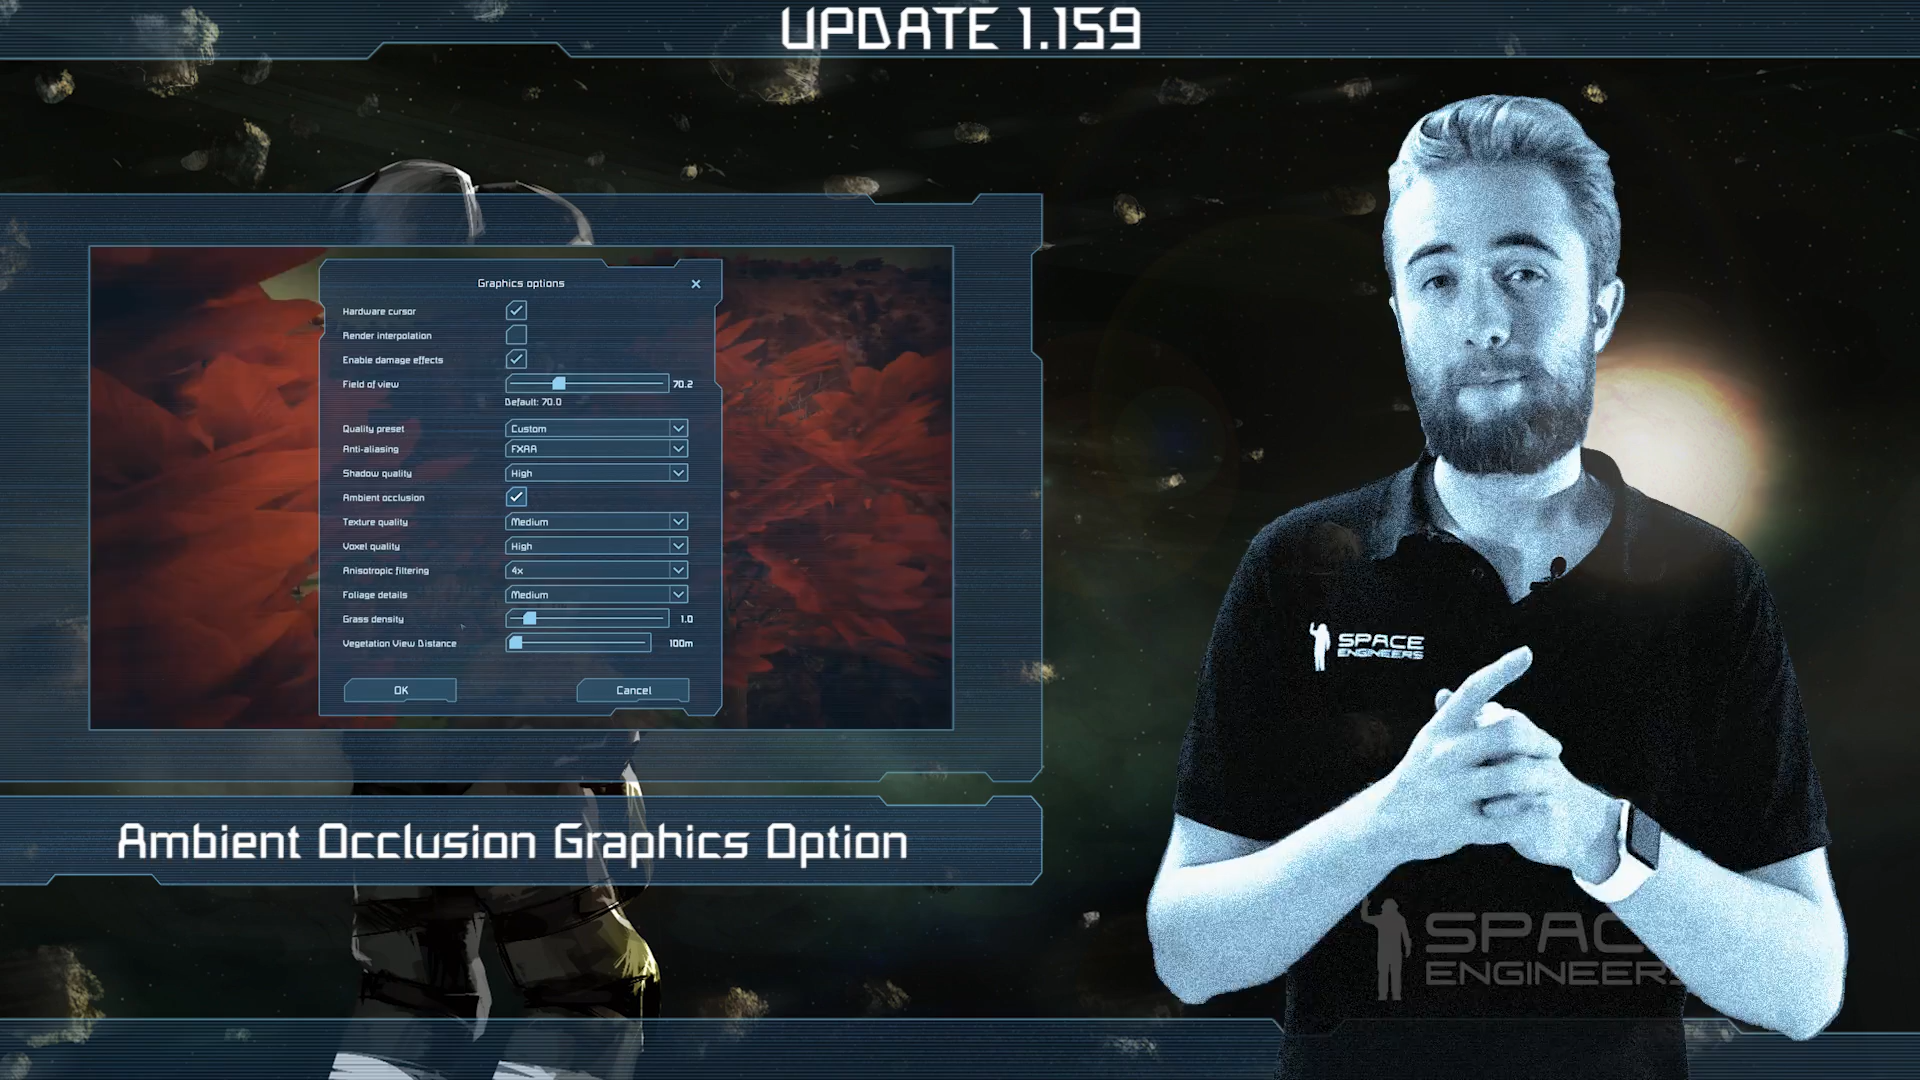 UPDATE 1.159
Graphics options
Hardware cursor
Render interpolation
Enable damage effects
Field of view 70.2
Default: 70.0
Quality preset Custom
Anti-aliasing FXAA
Shadow quality High
Ambient occlusion
Texture quality Medium
Voxel quality High
Anisotropic filtering 4x
Foliage details Medium
Grass density 1.0
Vegetation View Distance 100m
OK Cancel
Ambient Occlusion Graphics Option
SPACE
ENGINEERS
SPAC
ENGINEERS